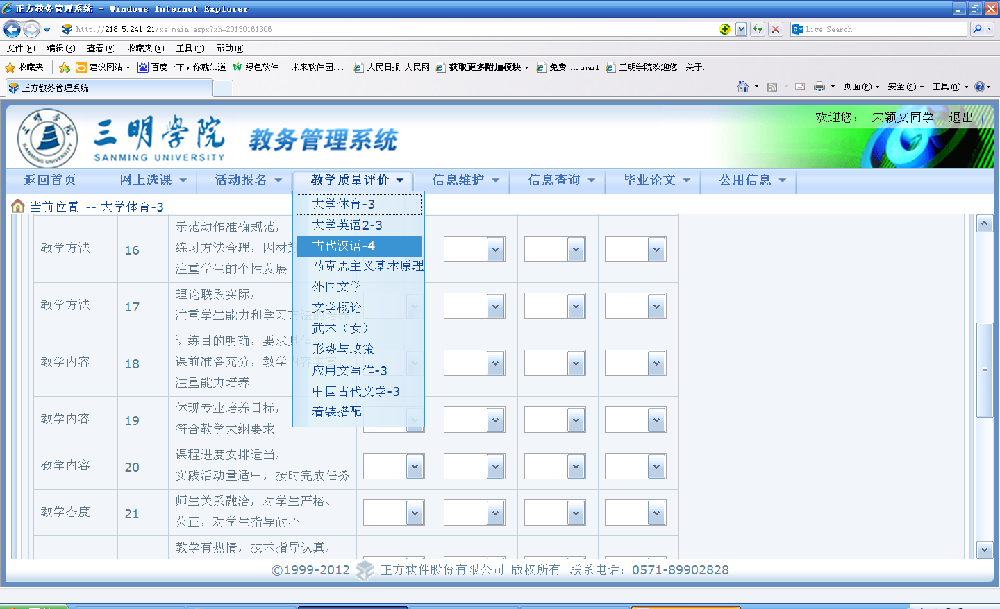 正方教务管理系统 - Windows Internet Explorer
http://218.5.241.21/xs_main.aspx?xh=20130161306
Live Search
文件(F) 编辑(E) 查看(V) 收藏夹(A) 工具(T) 帮助(H)
收藏夹 建议网站 百度一下，你就知道 绿色软件 - 未来软件园... 人民日报-人民网 获取更多附加模块 免费 Hotmail 三明学院欢迎您--关于...
正方教务管理系统
页面(P) 安全(S) 工具(O)
三明学院
SANMING UNIVERSITY
教务管理系统
欢迎您： 宋颖文同学 退出
返回首页 网上选课 活动报名 教学质量评价 信息维护 信息查询 毕业论文 公用信息
当前位置 -- 大学体育-3
大学体育-3
大学英语2-3
古代汉语-4
马克思主义基本原理
外国文学
文学概论
武术（女）
形势与政策
应用文写作-3
中国古代文学-3
着装搭配
教学方法 16 示范动作准确规范，
练习方法合理，因材施
注重学生的个性发展
教学方法 17 理论联系实际，
注重学生能力和学习方法的培养
教学内容 18 训练目的明确，要求具体
课前准备充分，教学内容丰富
注重能力培养
教学内容 19 体现专业培养目标，
符合教学大纲要求
教学内容 20 课程进度安排适当，
实践活动量适中，按时完成任务
教学态度 21 师生关系融洽，对学生严格、
公正，对学生指导耐心
教学有热情，技术指导认真，
©1999-2012 正方软件股份有限公司 版权所有 联系电话：0571-89902828